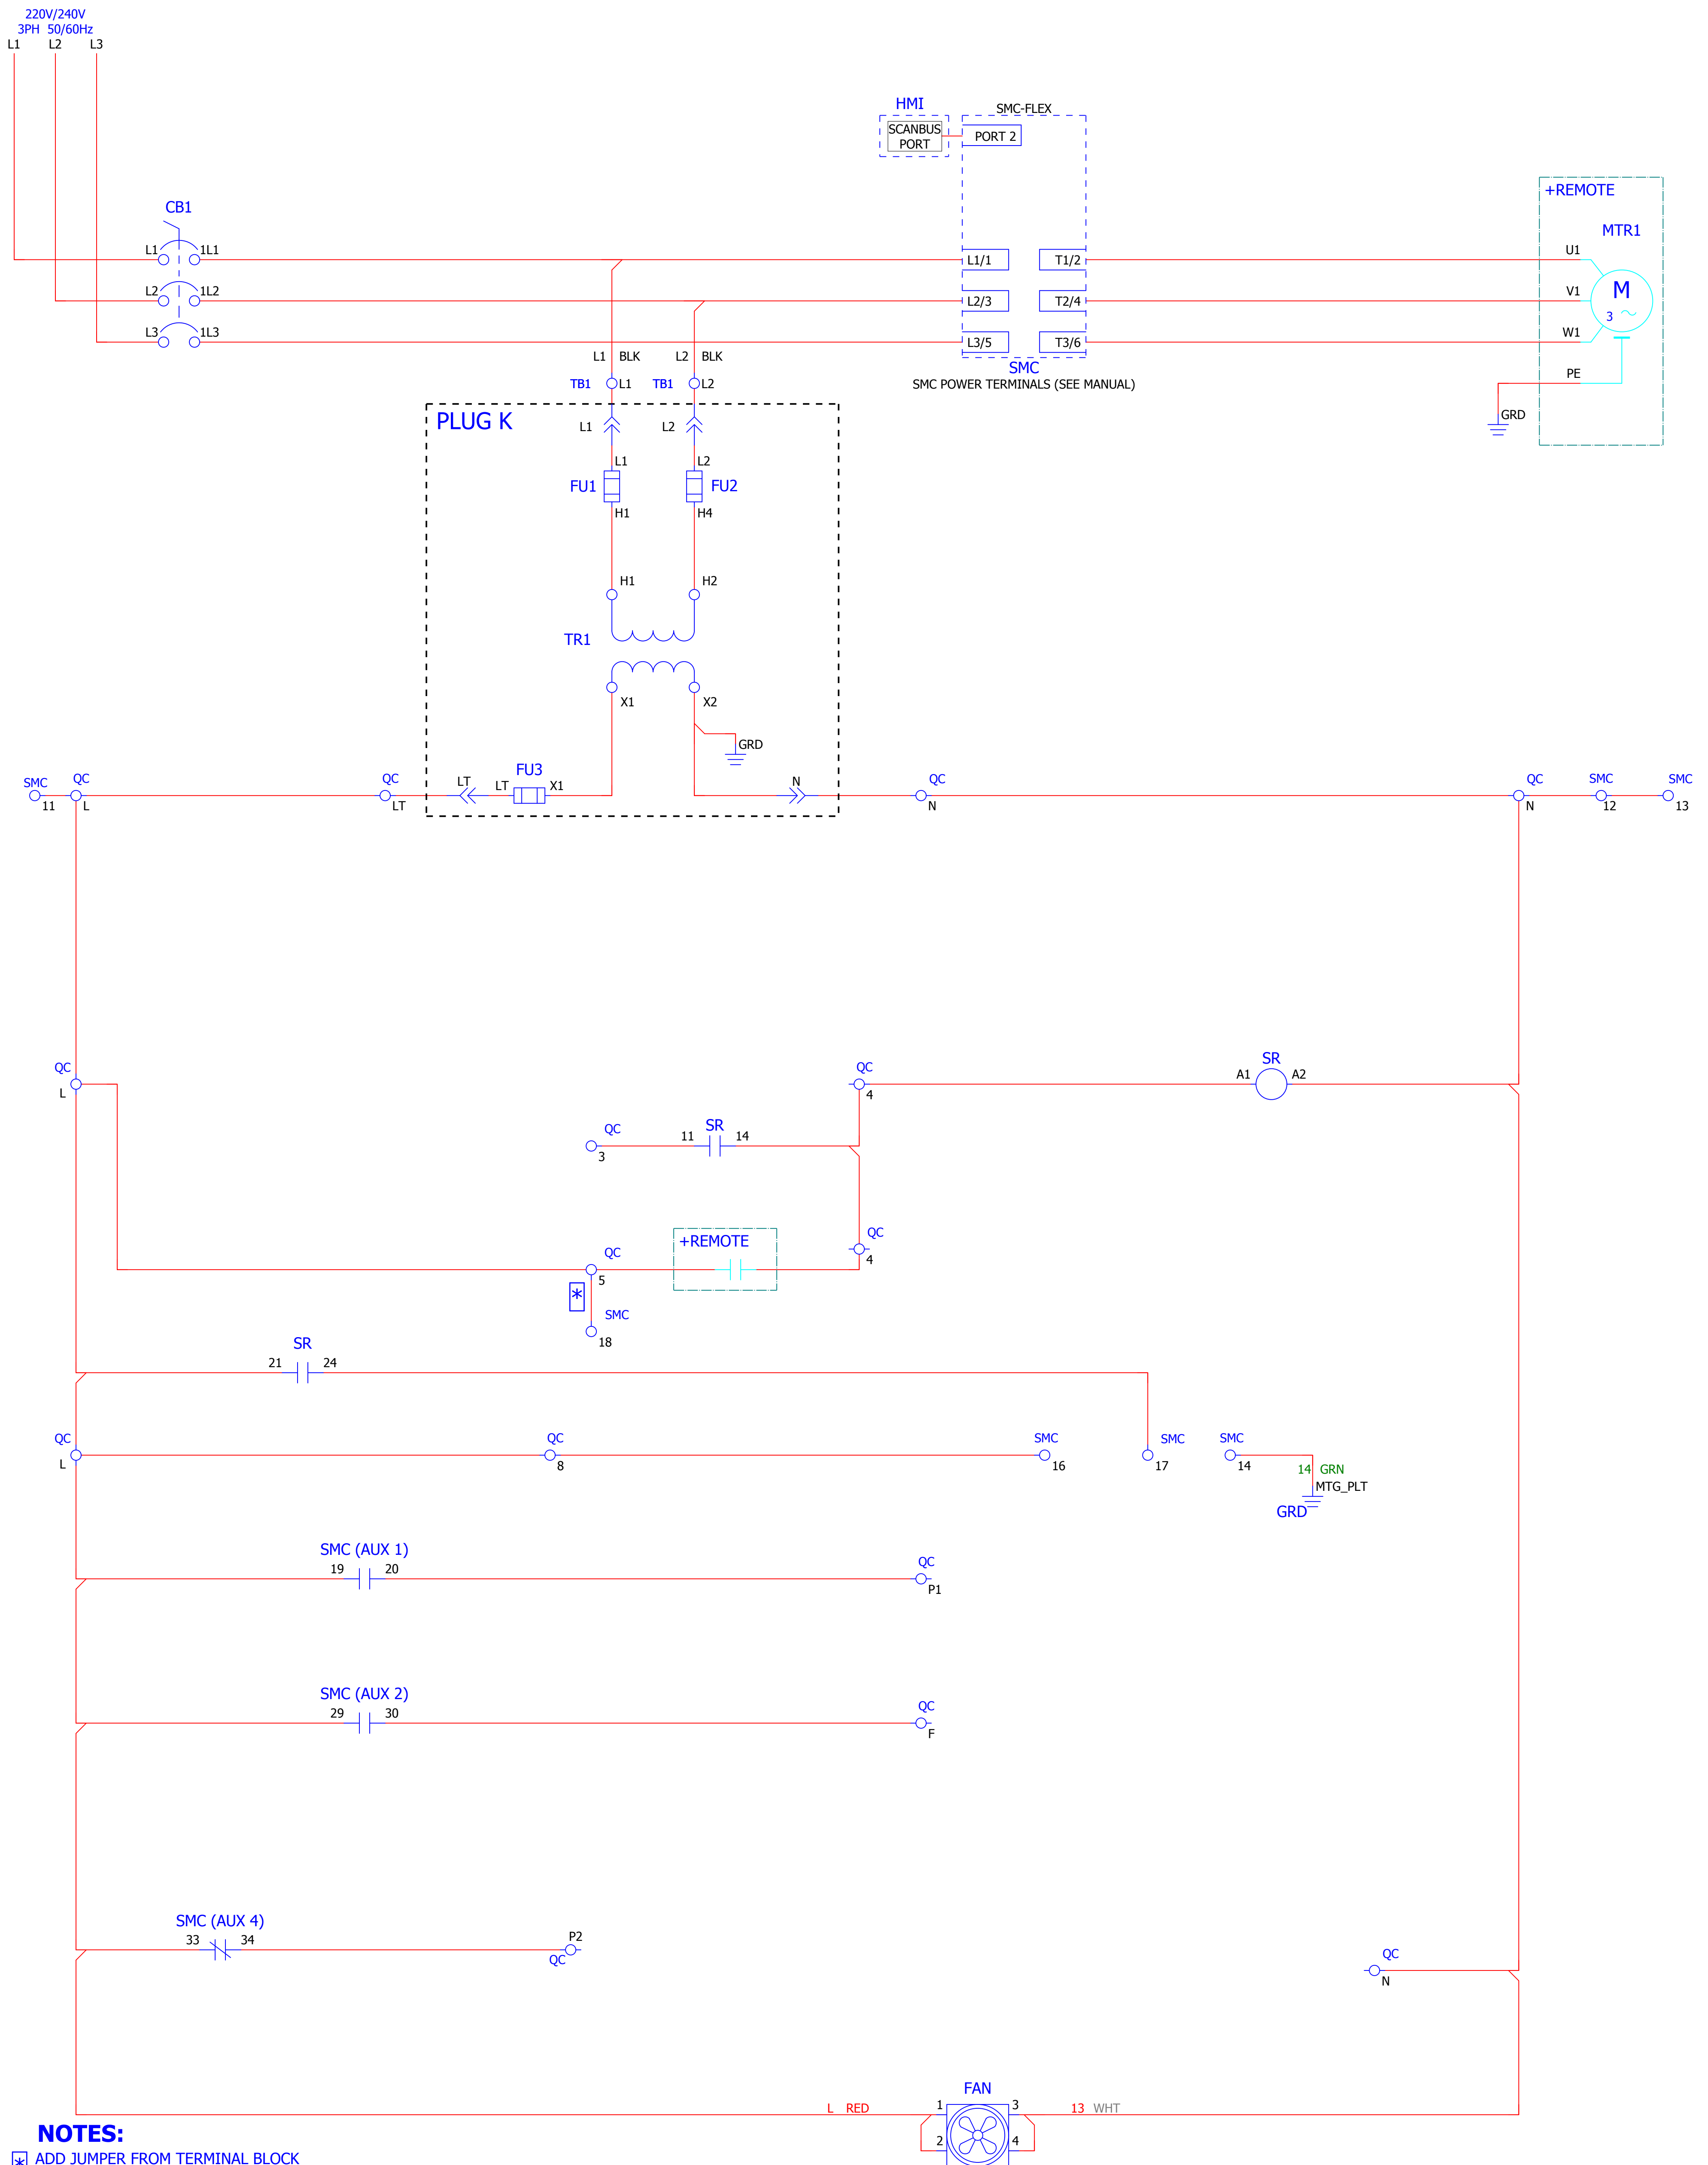 220V/240V
3PH 50/60Hz
L1 L2 L3
HMI
SMC-FLEX
SCANBUS
PORT
PORT 2
+REMOTE
CB1
MTR1
L1 1L1
L1/1 T1/2
U1
L2 1L2
L2/3 T2/4
V1
M
3
L3 1L3
L3/5 T3/6
W1
L1 BLK L2 BLK
SMC
SMC POWER TERMINALS (SEE MANUAL)
PE
TB1 L1 TB1 L2
GRD
PLUG K
L1 L2
L1 L2
FU1 FU2
H1 H4
H1 H2
TR1
X1 X2
GRD
FU3
SMC QC QC LT LT X1 N QC QC SMC SMC
11 L LT N N 12 13
QC QC SR
L 4 A1 A2
QC SR
3 11 14
QC
4
+REMOTE
QC
5
*
SMC
18
SR
21 24
QC QC SMC SMC SMC
L 8 16 17 14
14 GRN
MTG_PLT
GRD
SMC (AUX 1)
19 20
QC
P1
SMC (AUX 2)
29 30
QC
F
SMC (AUX 4)
33 34
P2
QC
QC
N
FAN
L RED 1 3 13 WHT
2 4
NOTES:
* ADD JUMPER FROM TERMINAL BLOCK